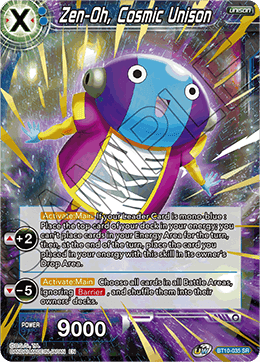 X
Zen-Oh, Cosmic Unison
UNISON
+2
Activate:Main If your Leader Card is mono-blue :
Place the top card of your deck in your energy; you
can't place cards in your Energy Area for the turn,
then, at the end of the turn, place the card you
placed in energy with this skill in its owner's
Drop Area.
-5
Activate:Main Choose all cards in all Battle Areas,
ignoring Barrier, and shuffle them into their
owners' decks.
POWER
9000
BT10-035 SR